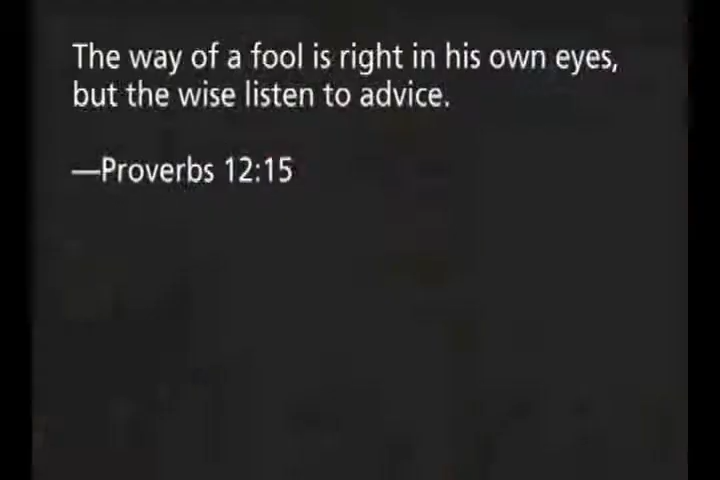 The way of a fool is right in his own eyes,
but the wise listen to advice.
—Proverbs 12:15